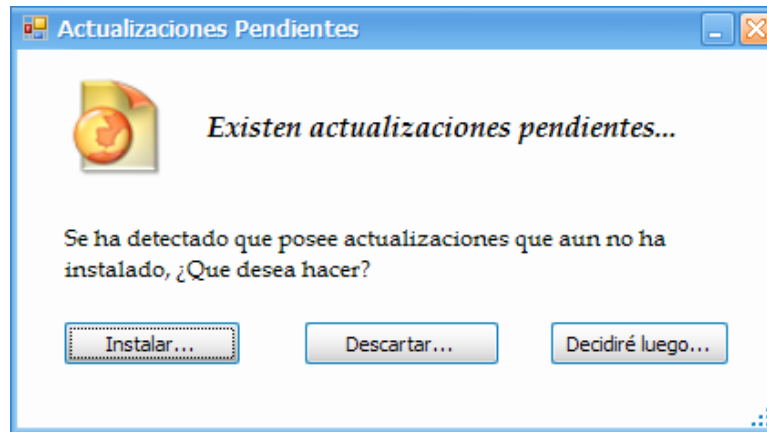 Actualizaciones Pendientes
Existen actualizaciones pendientes...
Se ha detectado que posee actualizaciones que aun no ha
instalado, ¿Que desea hacer?
Instalar... Descartar... Decidiré luego...